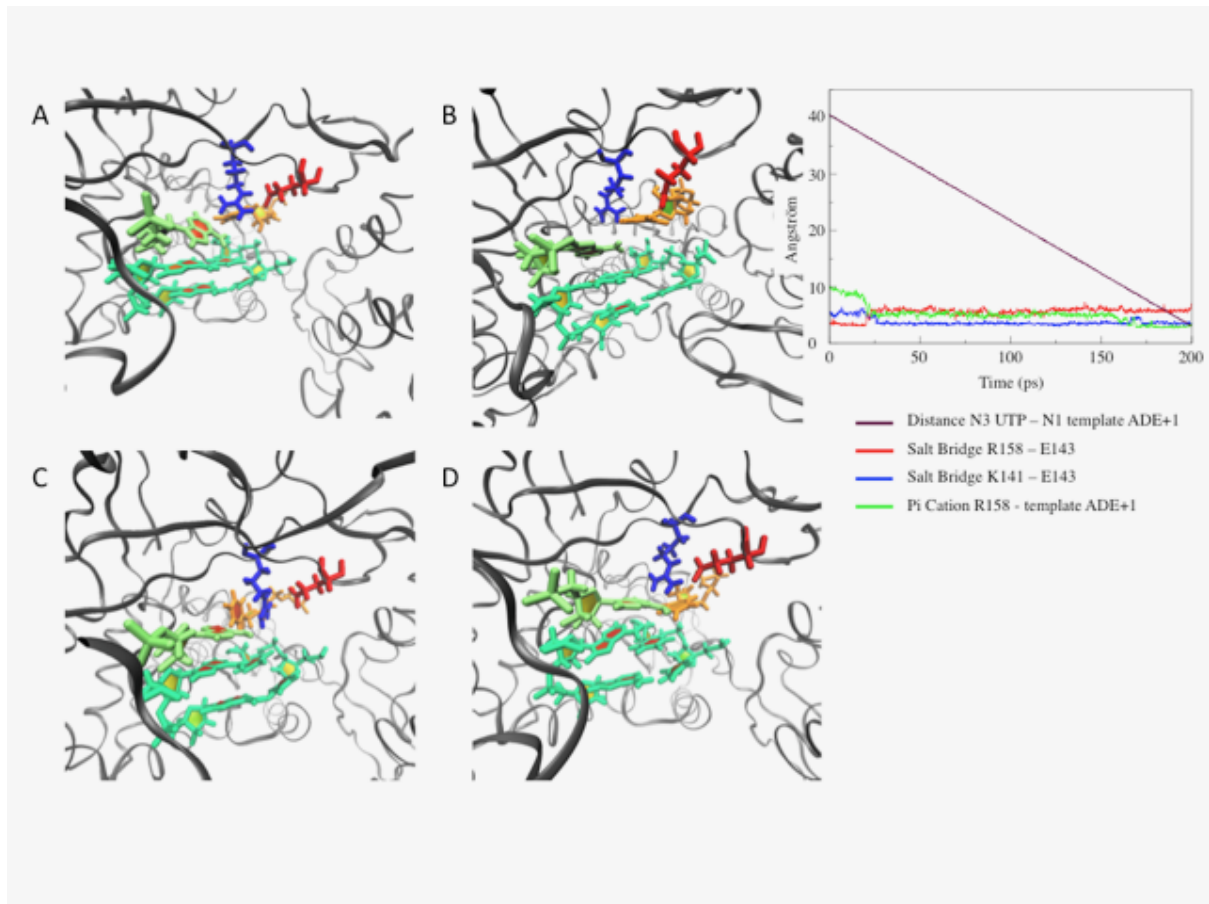 A
B
40
30
20
10
0
Angström
0
50
100
150
200
Time (ps)
Distance N3 UTP – N1 template ADE+1
Salt Bridge R158 – E143
Salt Bridge K141 – E143
Pi Cation R158 - template ADE+1
C
D